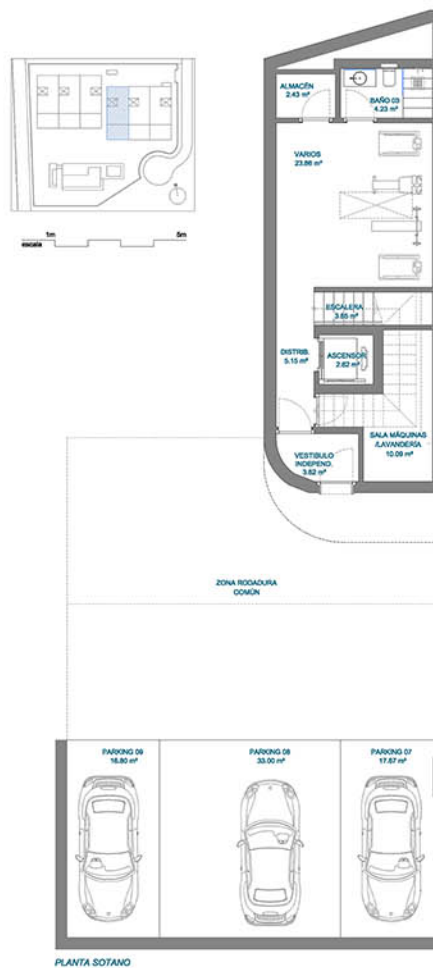 ALMACÉN
2.43 m²
BAÑO 03
4.23 m²
VARIOS
23.86 m²
1m
5m
escala
ESCALERA
3.65 m²
DISTRIB.
5.15 m²
ASCENSOR
2.62 m²
SALA MÁQUINAS
/LAVANDERÍA
10.09 m²
VESTIBULO
INDEPEND.
3.62 m²
ZONA RODADURA
COMÚN
PARKING 09
16.80 m²
PARKING 08
33.00 m²
PARKING 07
17.67 m²
PLANTA SOTANO